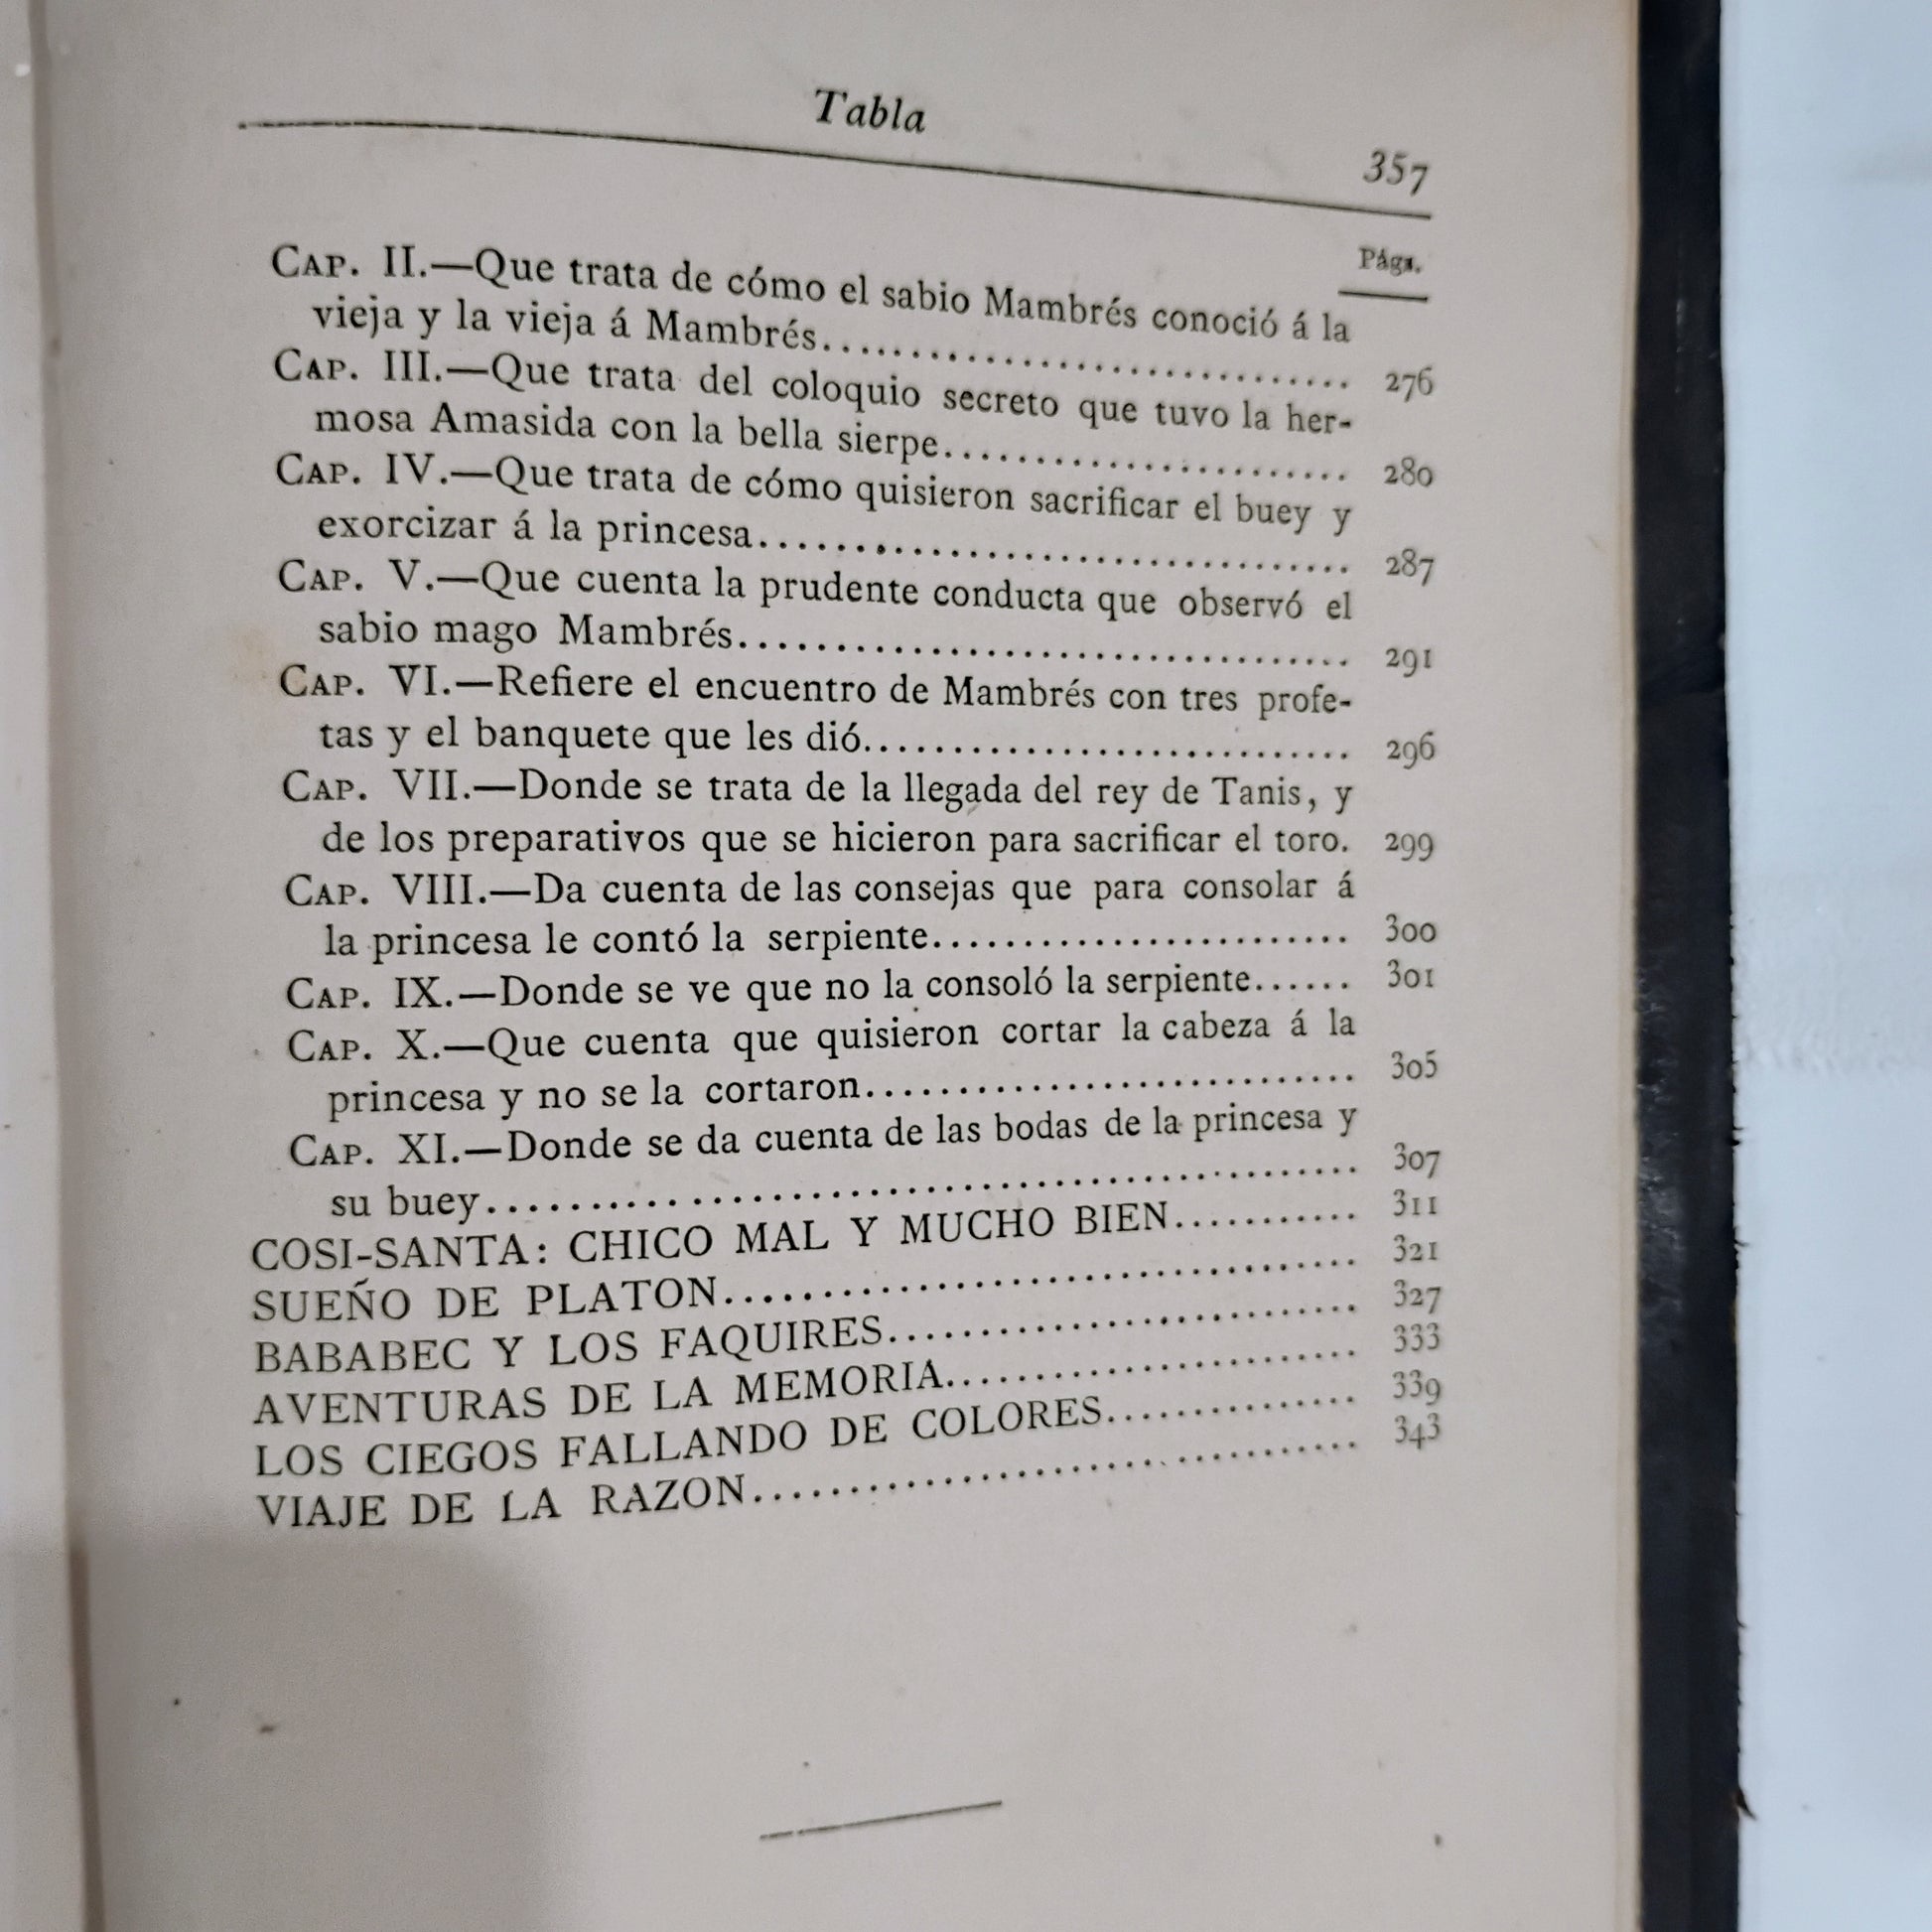 Tabla
357
Págs.
CAP. II.—Que trata de cómo el sabio Mambrés conoció á la
vieja y la vieja á Mambrés.................................. 276
CAP. III.—Que trata del coloquio secreto que tuvo la her-
mosa Amasida con la bella sierpe......................... 280
CAP. IV.—Que trata de cómo quisieron sacrificar el buey y
exorcizar á la princesa..................................... 287
CAP. V.—Que cuenta la prudente conducta que observó el
sabio mago Mambrés...................................... 291
CAP. VI.—Refiere el encuentro de Mambrés con tres profe-
tas y el banquete que les dió.............................. 296
CAP. VII.—Donde se trata de la llegada del rey de Tanis, y
de los preparativos que se hicieron para sacrificar el toro. 299
CAP. VIII.—Da cuenta de las consejas que para consolar á
la princesa le contó la serpiente......................... 300
CAP. IX.—Donde se ve que no la consoló la serpiente...... 301
CAP. X.—Que cuenta que quisieron cortar la cabeza á la
princesa y no se la cortaron.............................. 305
CAP. XI.—Donde se da cuenta de las bodas de la princesa y
su buey..................................................... 307
COSI-SANTA: CHICO MAL Y MUCHO BIEN........... 311
SUEÑO DE PLATON....................................... 321
BABABEC Y LOS FAQUIRES............................. 327
AVENTURAS DE LA MEMORIA......................... 333
LOS CIEGOS FALLANDO DE COLORES............... 339
VIAJE DE LA RAZON..................................... 343